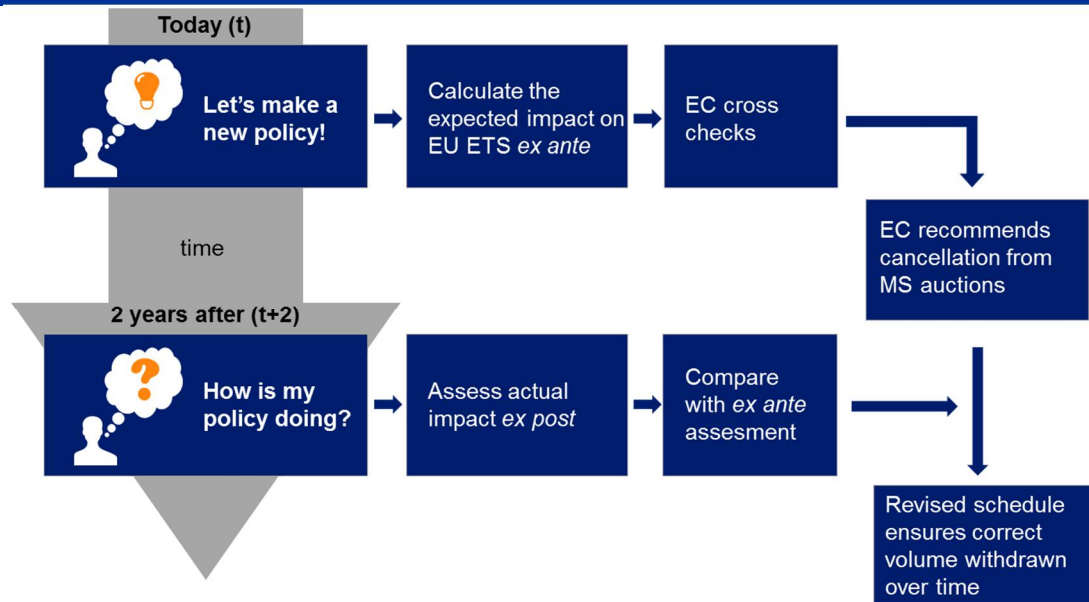 Today (t)
Let's make a
new policy!
Calculate the
expected impact on
EU ETS ex ante
EC cross
checks
EC recommends
cancellation from
MS auctions
time
2 years after (t+2)
How is my
policy doing?
Assess actual
impact ex post
Compare
with ex ante
assesment
Revised schedule
ensures correct
volume withdrawn
over time